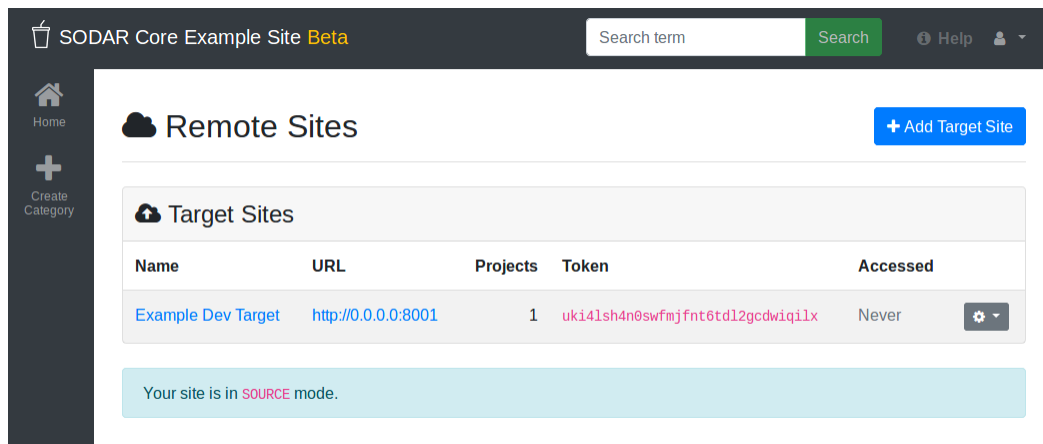 SODAR Core Example Site Beta
Search term
Search
Help
Home
Create
Category
Remote Sites
Add Target Site
Target Sites
Name URL Projects Token Accessed
Example Dev Target http://0.0.0.0:8001 1 uki4lsh4n0swfmjfnt6tdl2gcdwiqilx Never
Your site is in SOURCE mode.